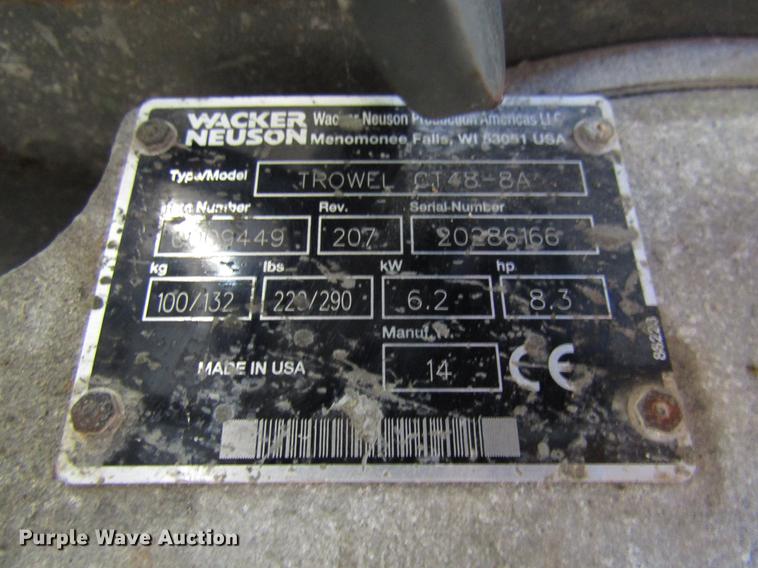 WACKER NEUSON
Wacker Neuson Production Americas LLC
Menomonee Falls, WI 53051 USA
Type/Model TROWEL CT48-8A
Number Rev. Serial Number
207 20286166
kg lbs kW hp
100/132 220/290 6.2 8.3
Manuf. Yr.
MADE IN USA 14 CE
86220
Purple Wave Auction